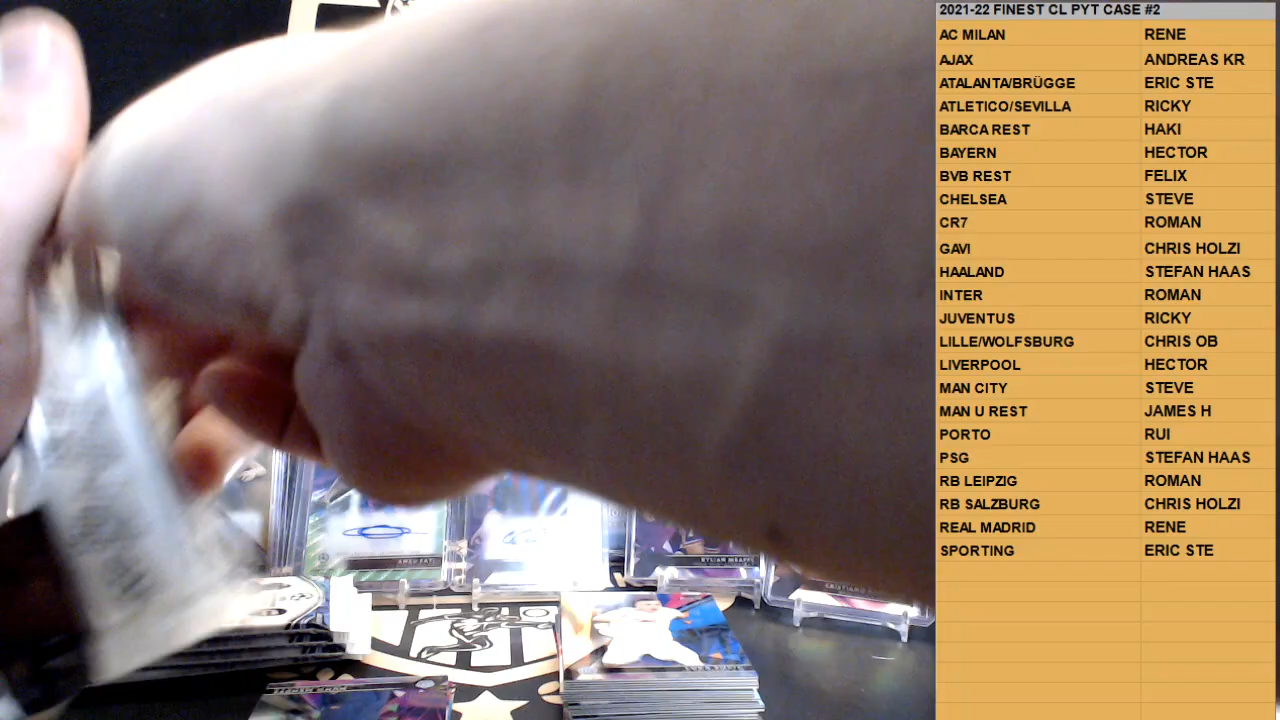 2021-22 FINEST CL PYT CASE #2
AC MILAN RENE
AJAX ANDREAS KR
ATALANTA/BRÜGGE ERIC STE
ATLETICO/SEVILLA RICKY
BARCA REST HAKI
BAYERN HECTOR
BVB REST FELIX
CHELSEA STEVE
CR7 ROMAN
GAVI CHRIS HOLZI
HAALAND STEFAN HAAS
INTER ROMAN
JUVENTUS RICKY
LILLE/WOLFSBURG CHRIS OB
LIVERPOOL HECTOR
MAN CITY STEVE
MAN U REST JAMES H
PORTO RUI
PSG STEFAN HAAS
RB LEIPZIG ROMAN
RB SALZBURG CHRIS HOLZI
REAL MADRID RENE
SPORTING ERIC STE
KYLIAN MBAPPÉ
CRISTIANO